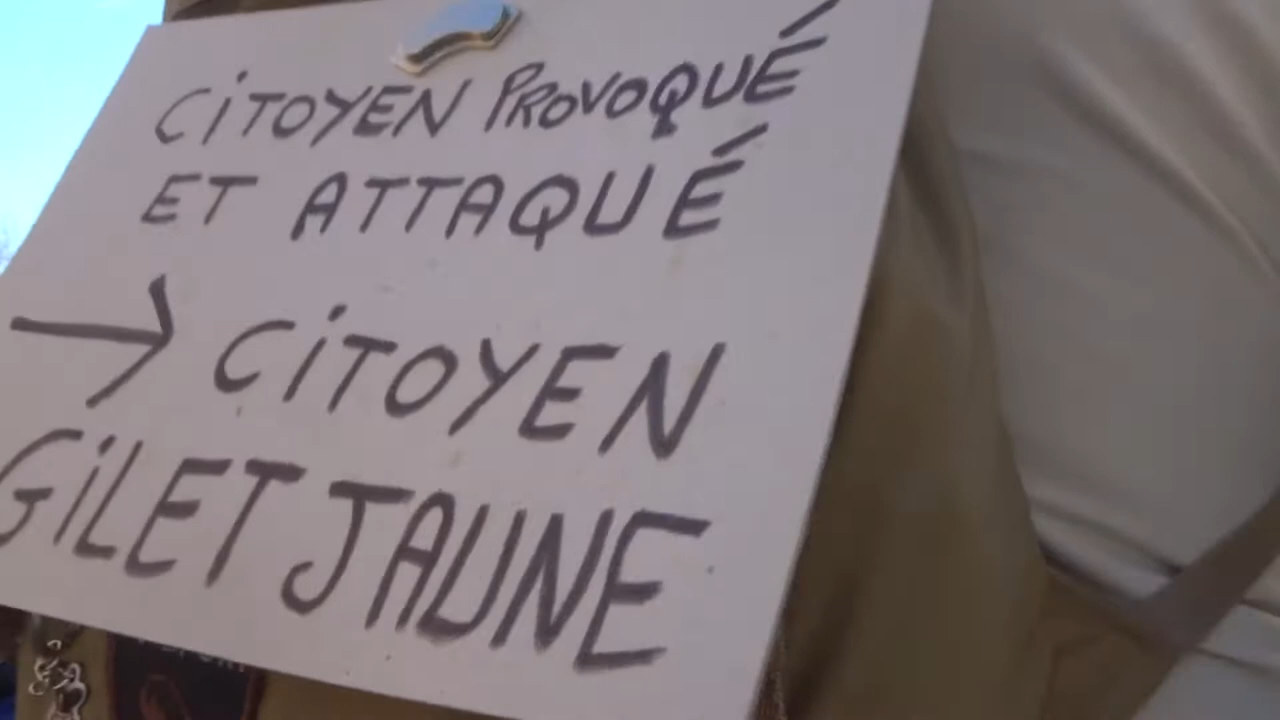 CiTOYEN PROVOQUÉ
ET ATTAQUÉ
→ CiTOYEN
GiLET JAUNE